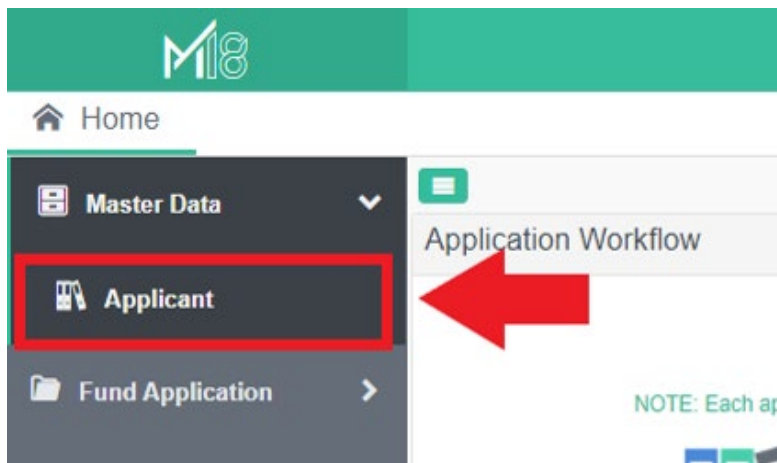 M18
Home
Master Data
Application Workflow
Applicant
Fund Application
NOTE: Each ap